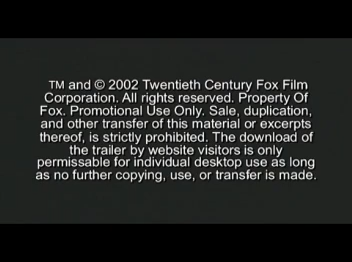 TM and © 2002 Twentieth Century Fox Film
Corporation. All rights reserved. Property Of
Fox. Promotional Use Only. Sale, duplication,
and other transfer of this material or excerpts
thereof, is strictly prohibited. The download of
the trailer by website visitors is only
permissable for individual desktop use as long
as no further copying, use, or transfer is made.